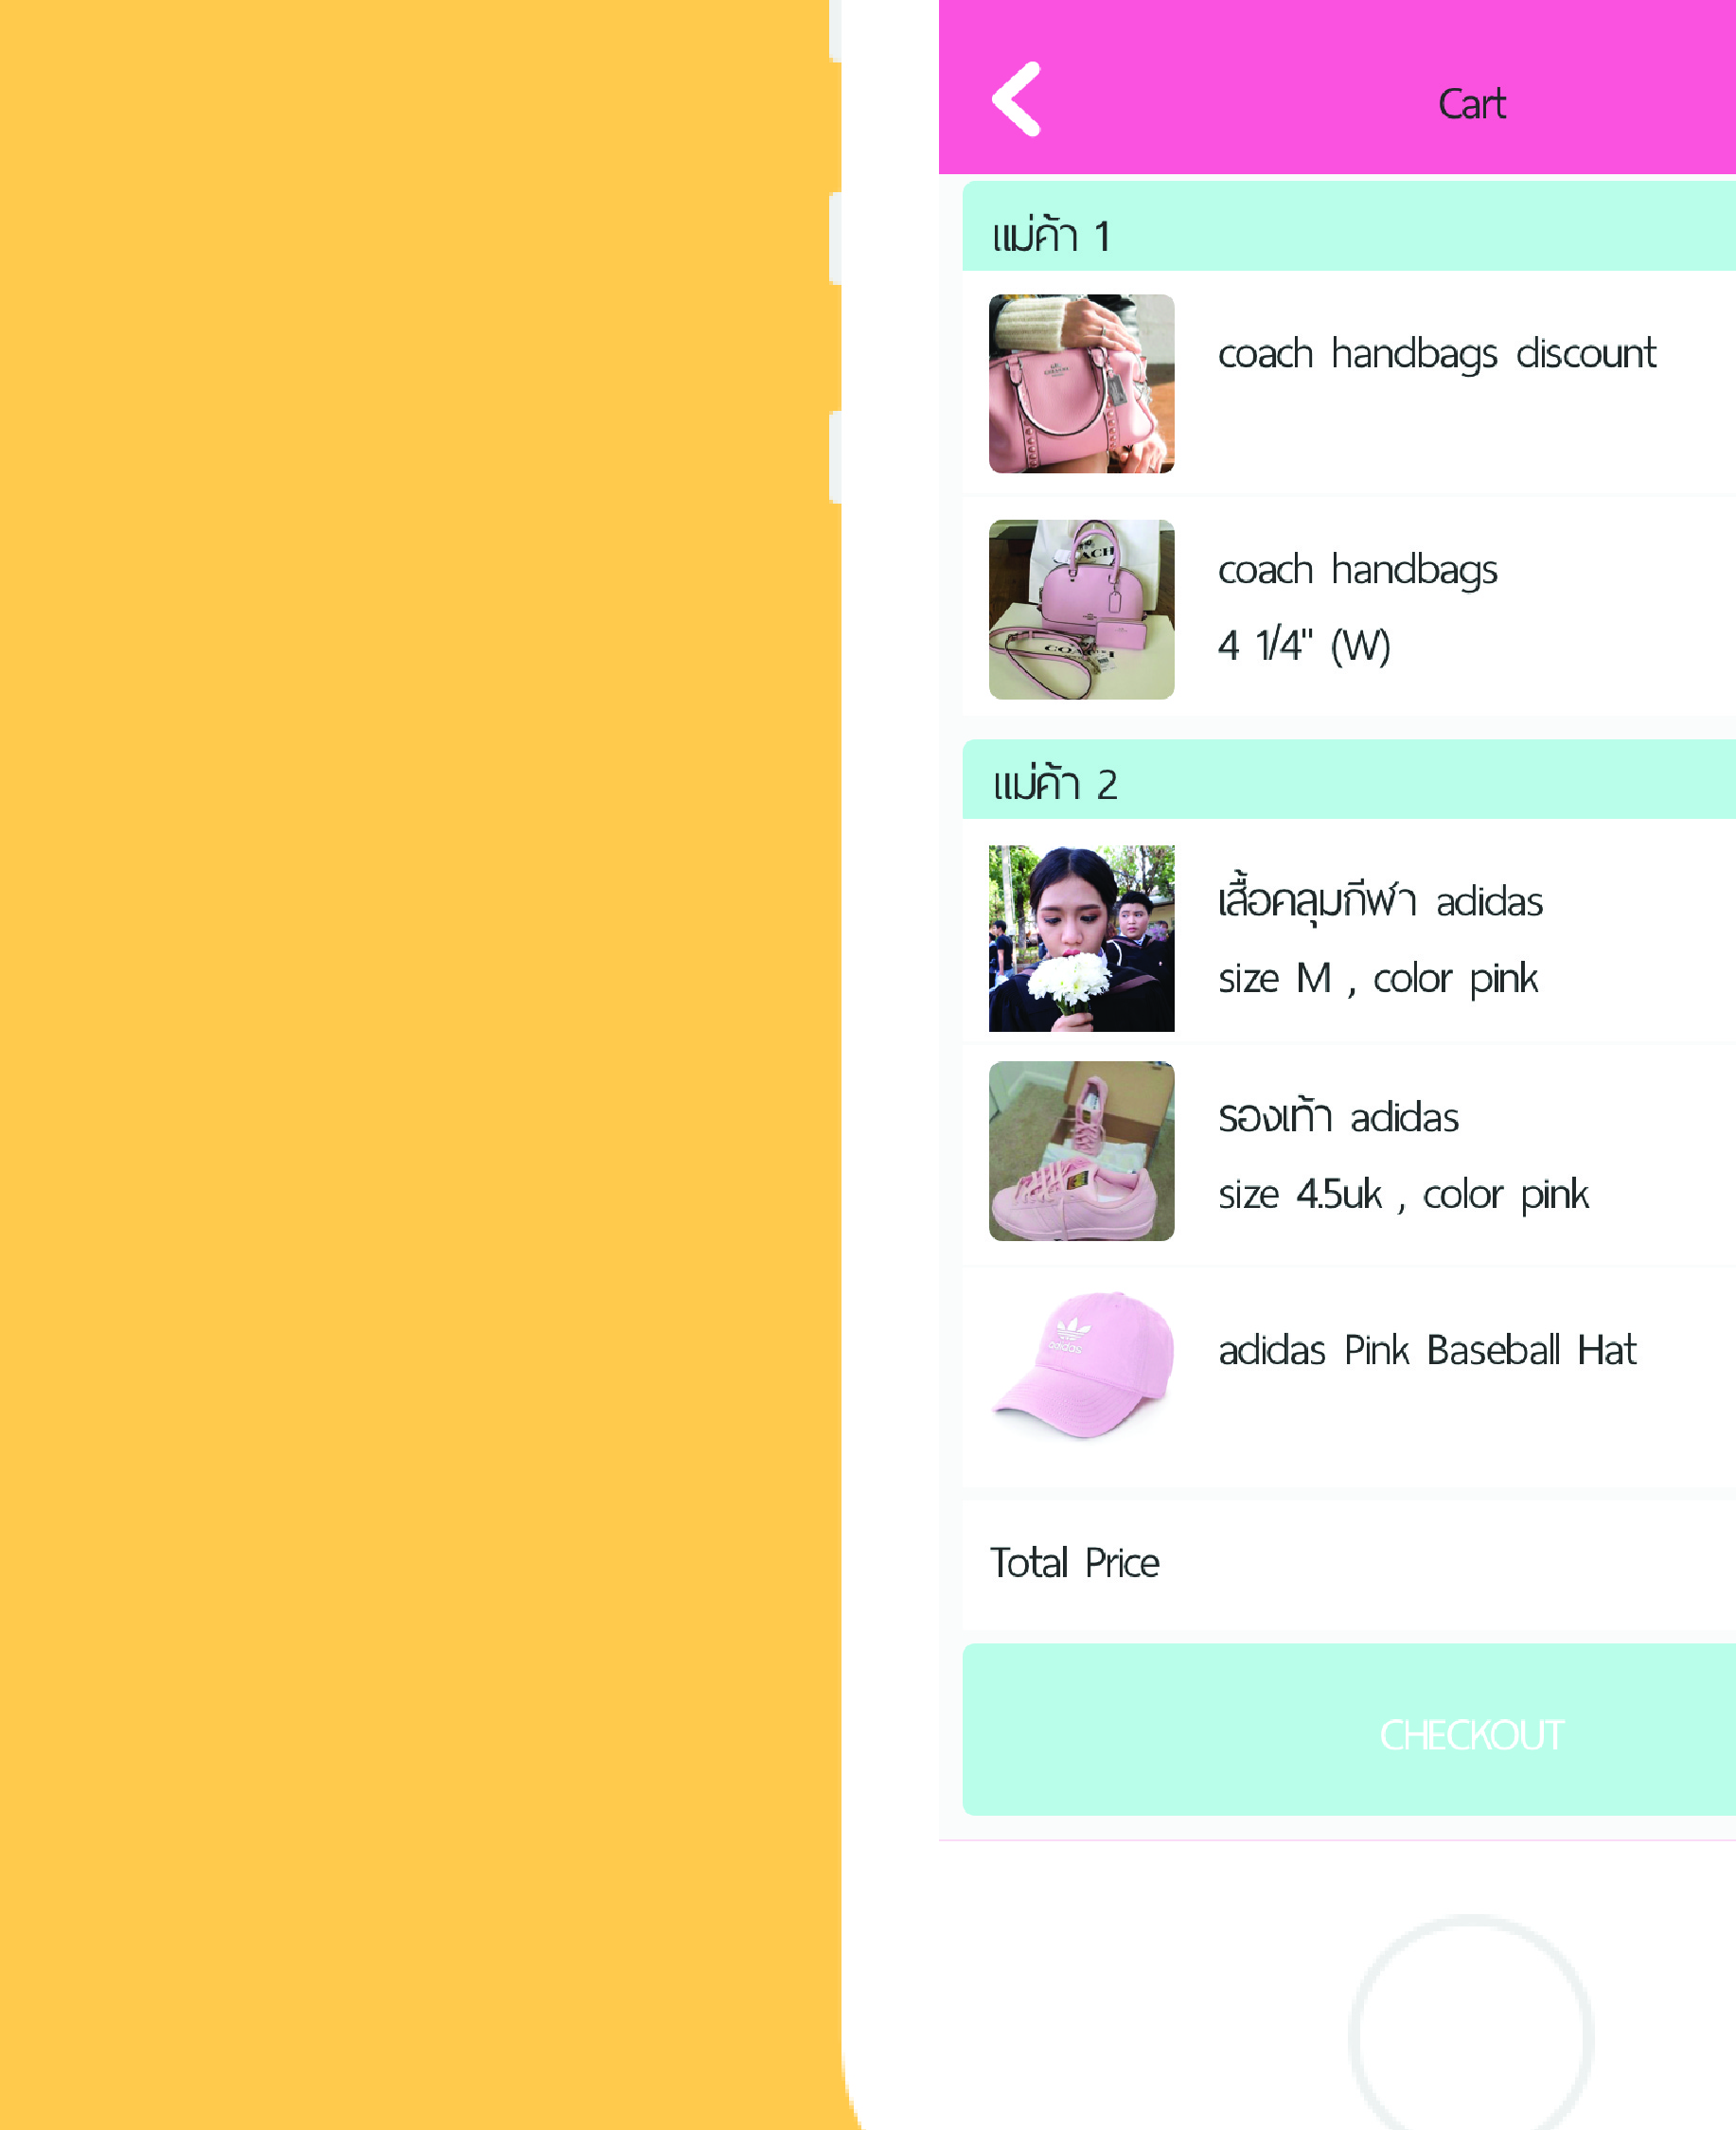 Cart
แม่ค้า 1
coach handbags discount
coach handbags
4 1/4" (W)
แม่ค้า 2
เสื้อคลุมกีฬา adidas
size M , color pink
รองเท้า adidas
size 4.5uk , color pink
adidas
adidas Pink Baseball Hat
Total Price
CHECKOUT